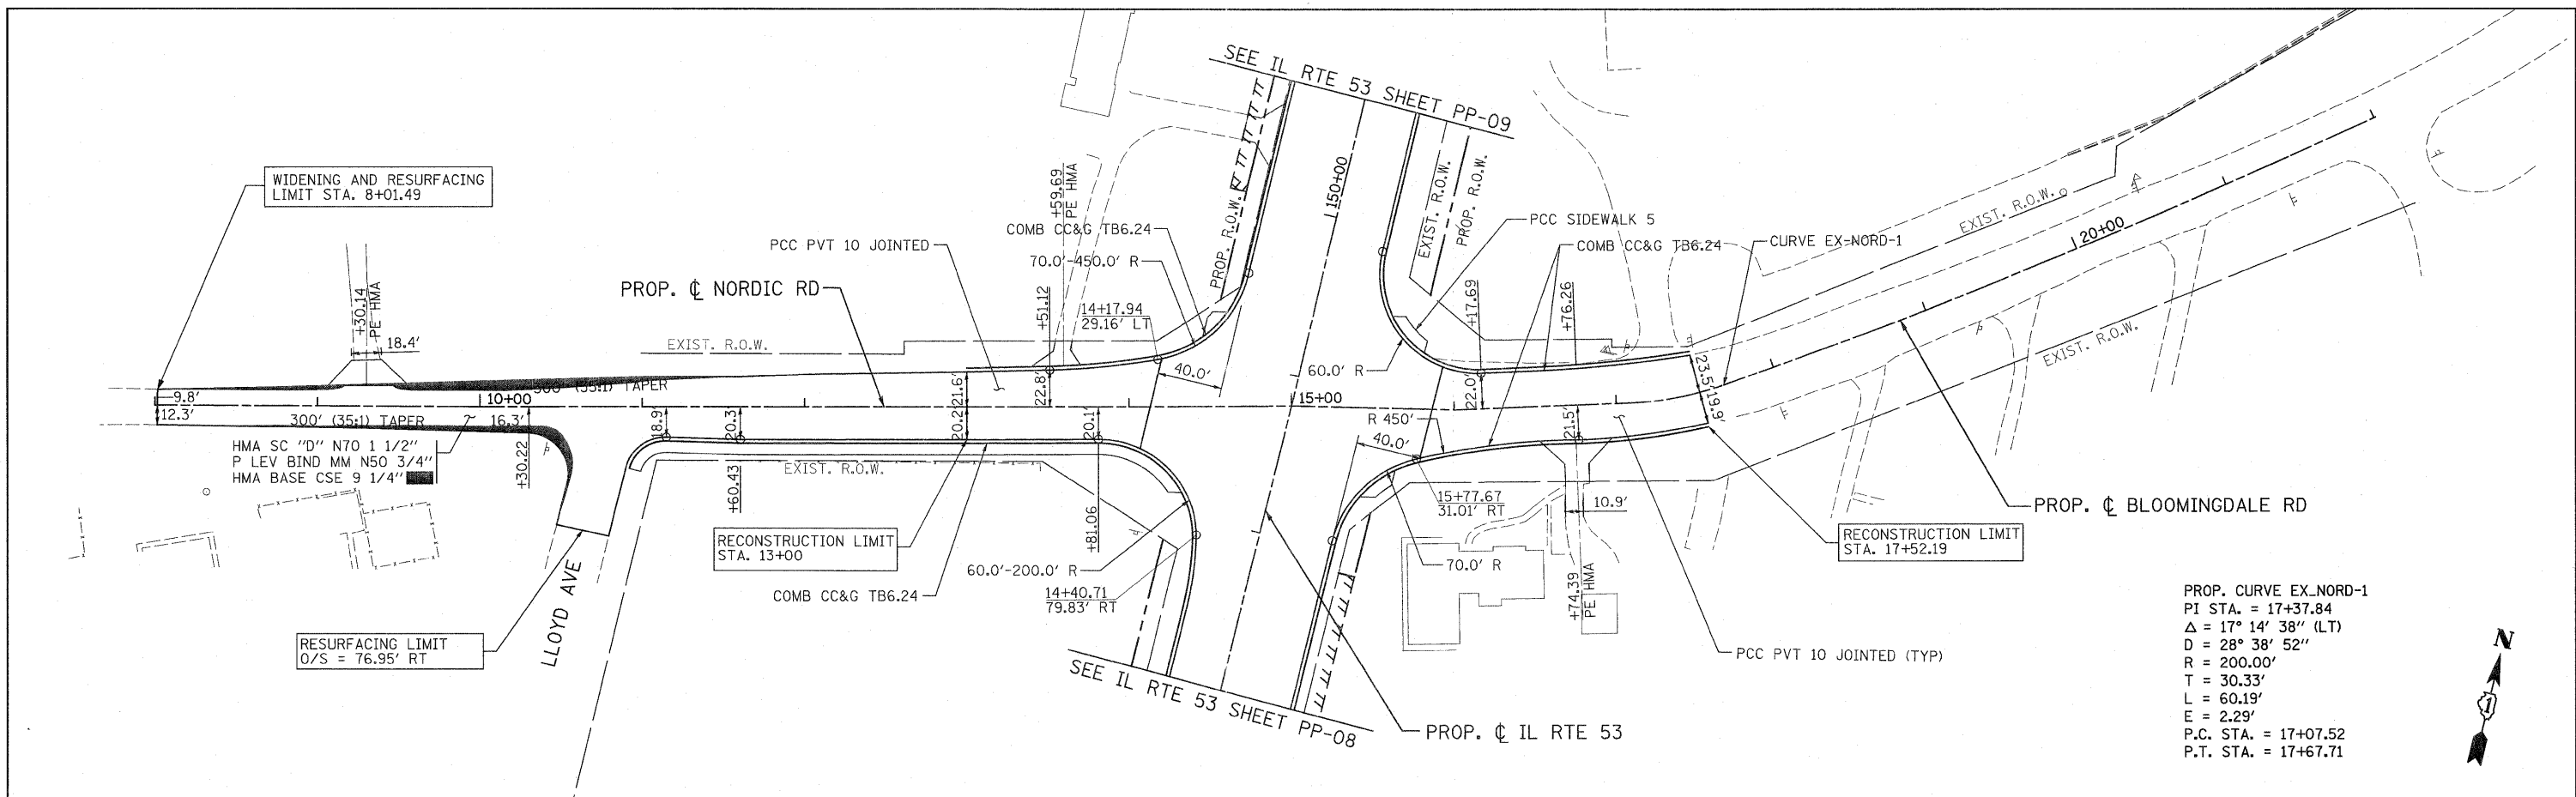 SEE IL RTE 53 SHEET PP-09
WIDENING AND RESURFACING
LIMIT STA. 8+01.49
+30.14
PE HMA
18.4'
+59.69
PE HMA
COMB CC&G TB6.24
PCC PVT 10 JOINTED
70.0'-450.0' R
PROP. ℄ NORDIC RD
+51.12
14+17.94
29.16' LT
EXIST. R.O.W.
PROP. R.O.W.
150+00
EXIST. R.O.W.
PROP. R.O.W.
PCC SIDEWALK 5
COMB CC&G TB6.24
CURVE EX-NORD-1
EXIST. R.O.W.
20+00
+17.69
+76.26
EXIST. R.O.W.
9.8'
12.3'
300' (35:1) TAPER
10+00
300' (35:1) TAPER
16.3'
18.9'
20.3'
21.6'
20.2'
22.8'
20.1'
40.0'
60.0' R
15+00
22.0'
R 450'
40.0'
21.5'
23.5'
19.9'
HMA SC "D" N70 1 1/2"
P LEV BIND MM N50 3/4"
HMA BASE CSE 9 1/4"
+30.22
+60.43
EXIST. R.O.W.
+81.06
RECONSTRUCTION LIMIT
STA. 13+00
60.0'-200.0' R
COMB CC&G TB6.24
14+40.71
79.83' RT
15+77.67
31.01' RT
10.9'
70.0' R
+74.39
PE HMA
PROP. ℄ BLOOMINGDALE RD
RECONSTRUCTION LIMIT
STA. 17+52.19
PCC PVT 10 JOINTED (TYP)
LLOYD AVE
RESURFACING LIMIT
O/S = 76.95' RT
SEE IL RTE 53 SHEET PP-08
PROP. ℄ IL RTE 53
PROP. CURVE EX_NORD-1
PI STA. = 17+37.84
Δ = 17° 14' 38" (LT)
D = 28° 38' 52"
R = 200.00'
T = 30.33'
L = 60.19'
E = 2.29'
P.C. STA. = 17+07.52
P.T. STA. = 17+67.71
N
1